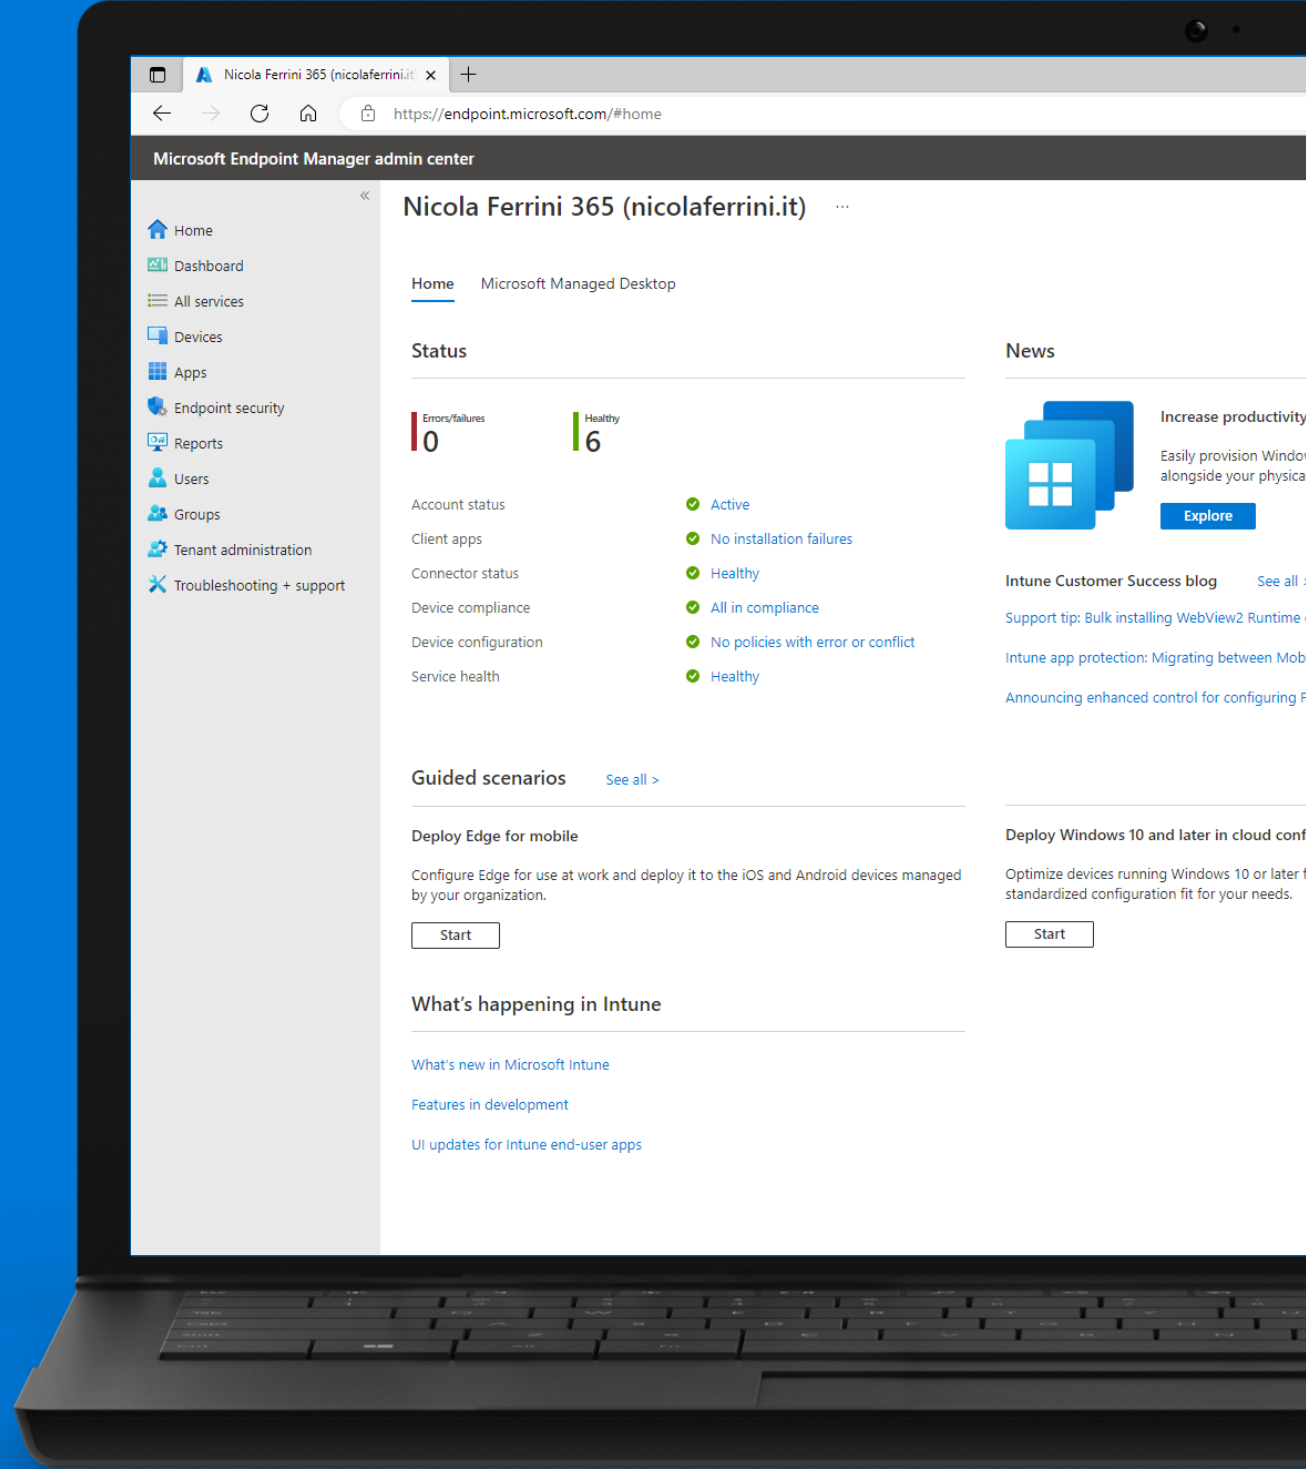 Nicola Ferrini 365 (nicolaferrini.it
https://endpoint.microsoft.com/#home
Microsoft Endpoint Manager admin center
Home
Dashboard
All services
Devices
Apps
Endpoint security
Reports
Users
Groups
Tenant administration
Troubleshooting + support
Nicola Ferrini 365 (nicolaferrini.it)
Home Microsoft Managed Desktop
Status
Errors/failures
0
Healthy
6
Account status Active
Client apps No installation failures
Connector status Healthy
Device compliance All in compliance
Device configuration No policies with error or conflict
Service health Healthy
News
Increase productivity
Easily provision Windo
alongside your physica
Explore
Intune Customer Success blog See all >
Support tip: Bulk installing WebView2 Runtime
Intune app protection: Migrating between Mob
Announcing enhanced control for configuring
Guided scenarios See all >
Deploy Edge for mobile
Configure Edge for use at work and deploy it to the iOS and Android devices managed
by your organization.
Start
Deploy Windows 10 and later in cloud conf
Optimize devices running Windows 10 or later
standardized configuration fit for your needs.
Start
What's happening in Intune
What's new in Microsoft Intune
Features in development
UI updates for Intune end-user apps